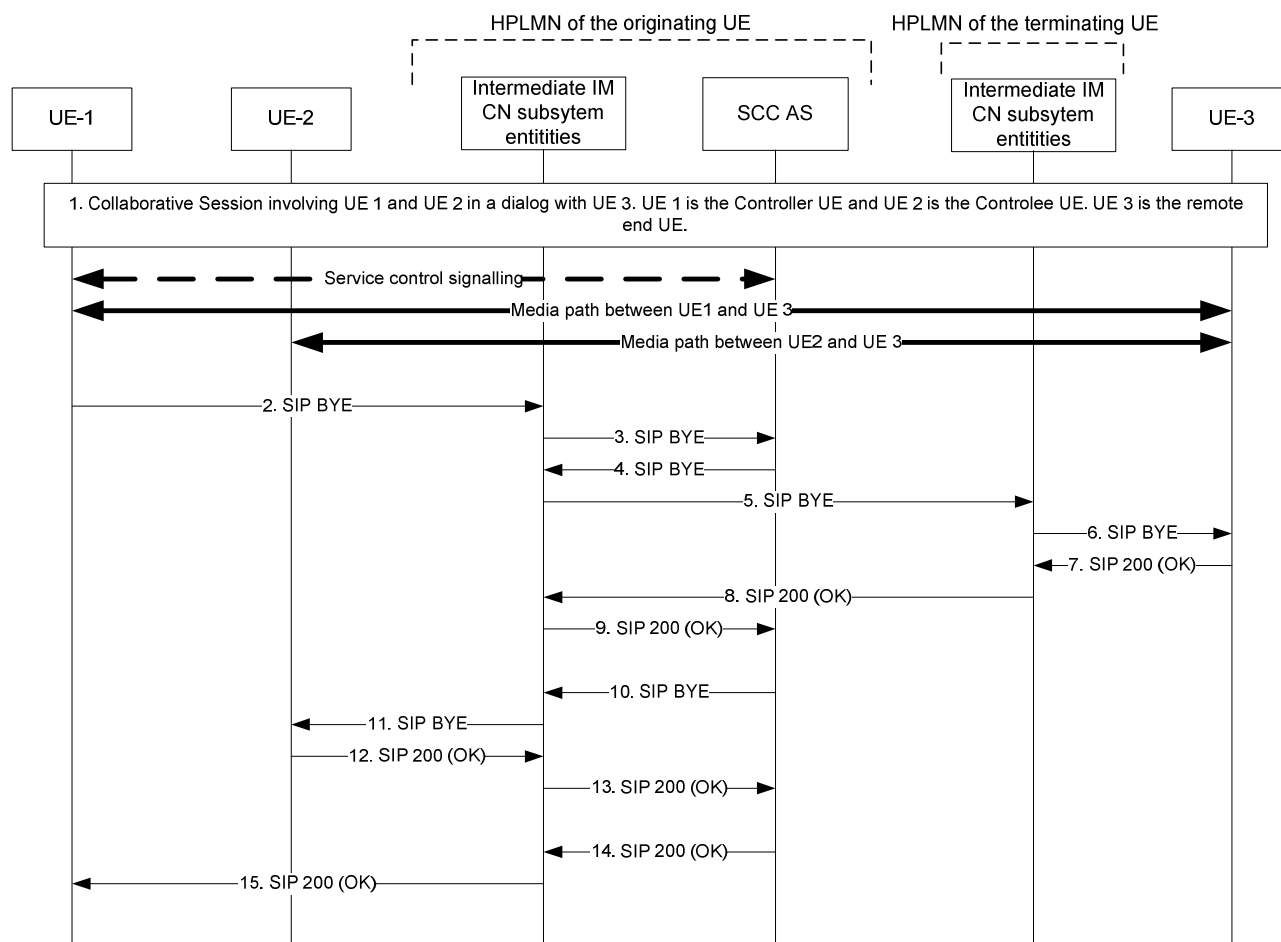 HPLMN of the originating UE
HPLMN of the terminating UE
UE-1
UE-2
Intermediate IM
CN subsytem
entitities
SCC AS
Intermediate IM
CN subsytem
entitities
UE-3
1. Collaborative Session involving UE 1 and UE 2 in a dialog with UE 3. UE 1 is the Controller UE and UE 2 is the Controlee UE. UE 3 is the remote
end UE.
Service control signalling
Media path between UE1 and UE 3
Media path between UE2 and UE 3
2. SIP BYE
3. SIP BYE
4. SIP BYE
5. SIP BYE
6. SIP BYE
7. SIP 200 (OK)
8. SIP 200 (OK)
9. SIP 200 (OK)
10. SIP BYE
11. SIP BYE
12. SIP 200 (OK)
13. SIP 200 (OK)
14. SIP 200 (OK)
15. SIP 200 (OK)